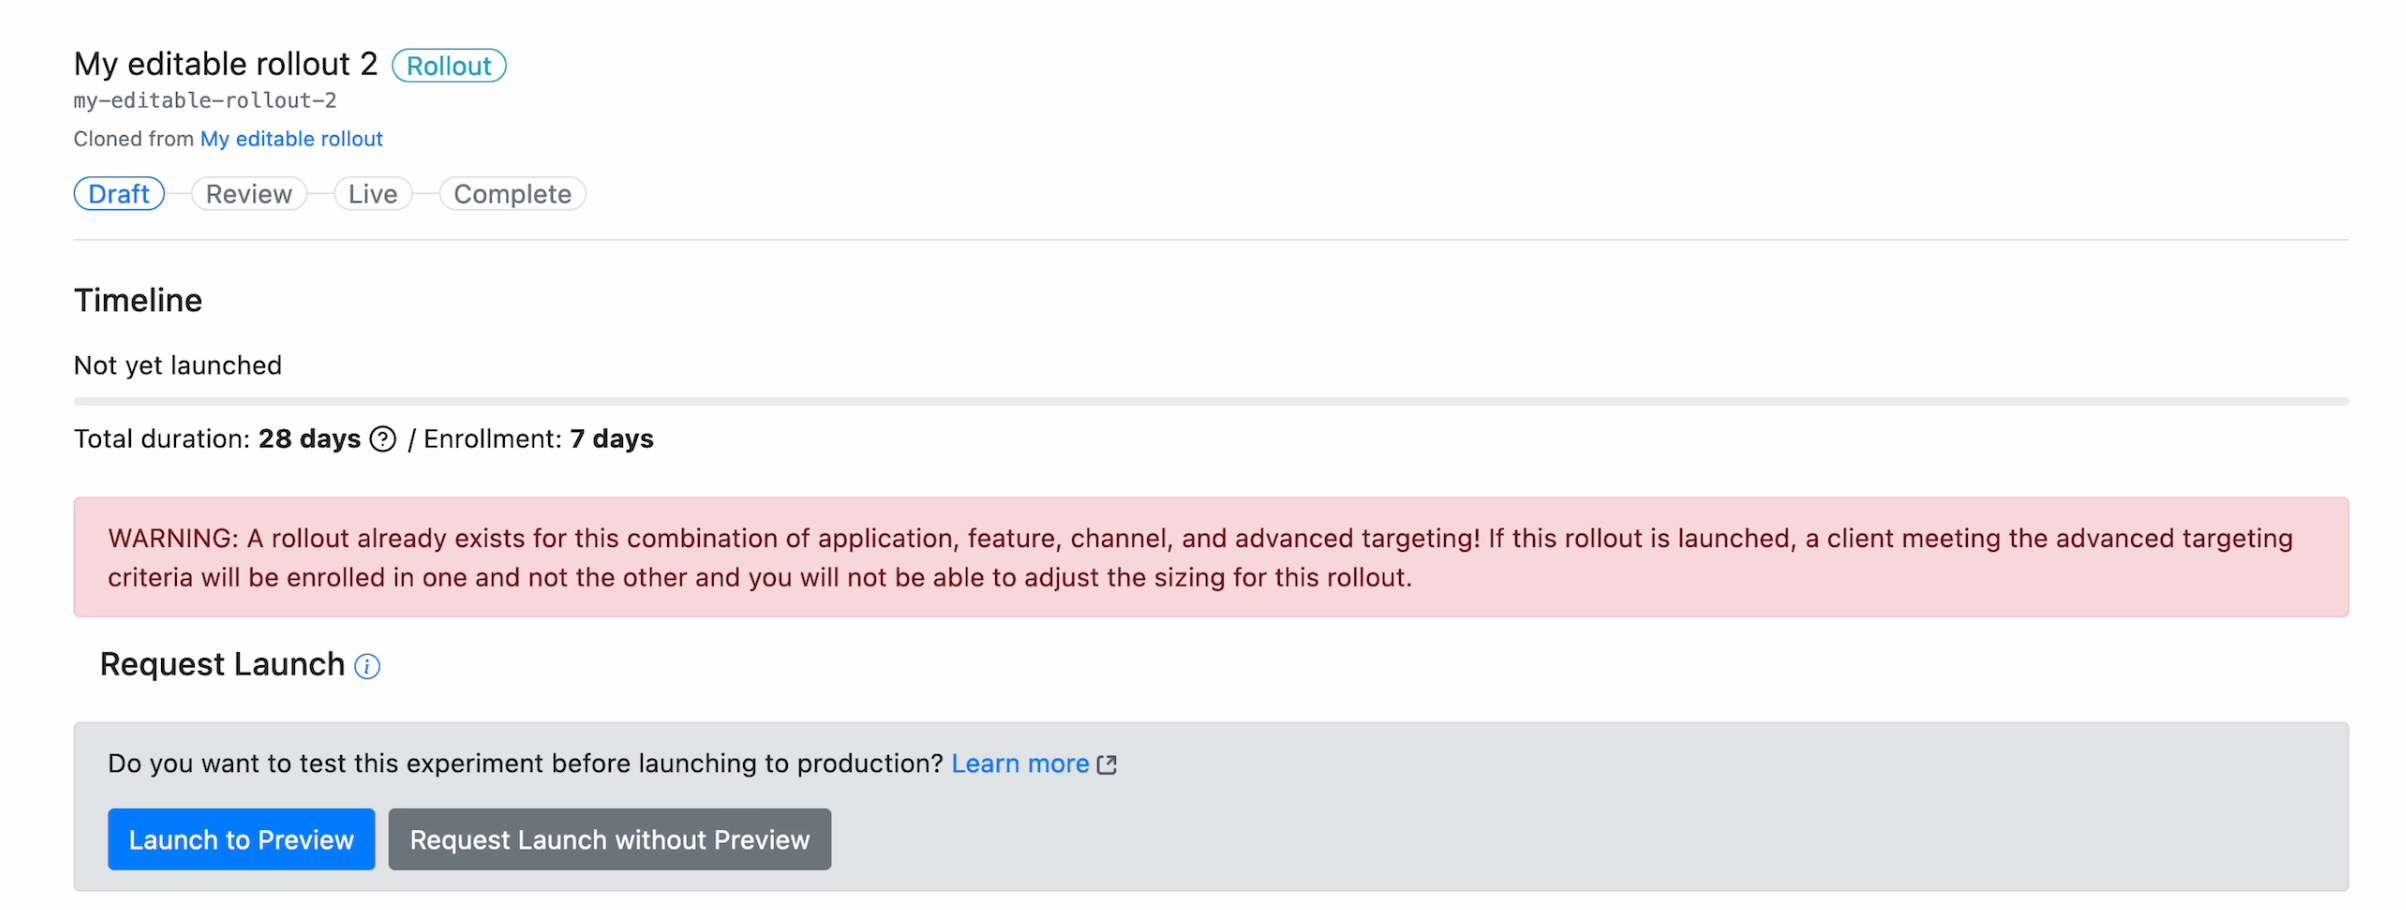 My editable rollout 2 Rollout
my-editable-rollout-2
Cloned from My editable rollout
Draft Review Live Complete
Timeline
Not yet launched
Total duration: 28 days ? / Enrollment: 7 days
WARNING: A rollout already exists for this combination of application, feature, channel, and advanced targeting! If this rollout is launched, a client meeting the advanced targeting
criteria will be enrolled in one and not the other and you will not be able to adjust the sizing for this rollout.
Request Launch i
Do you want to test this experiment before launching to production? Learn more
Launch to Preview Request Launch without Preview